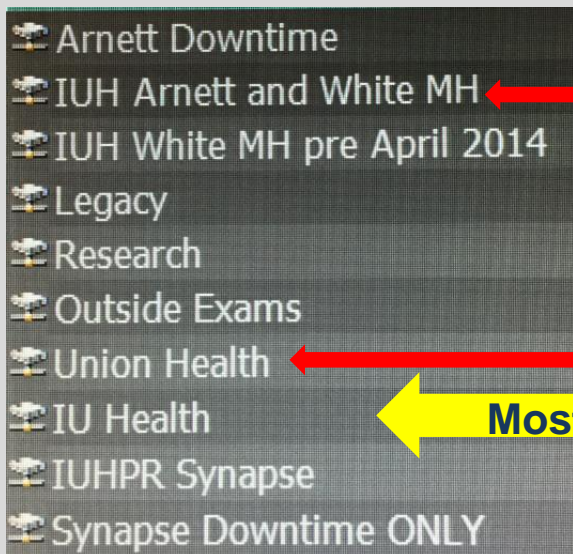 Arnett Downtime
IUH Arnett and White MH
IUH White MH pre April 2014
Legacy
Research
Outside Exams
Union Health
IU Health
Most
IUHPR Synapse
Synapse Downtime ONLY